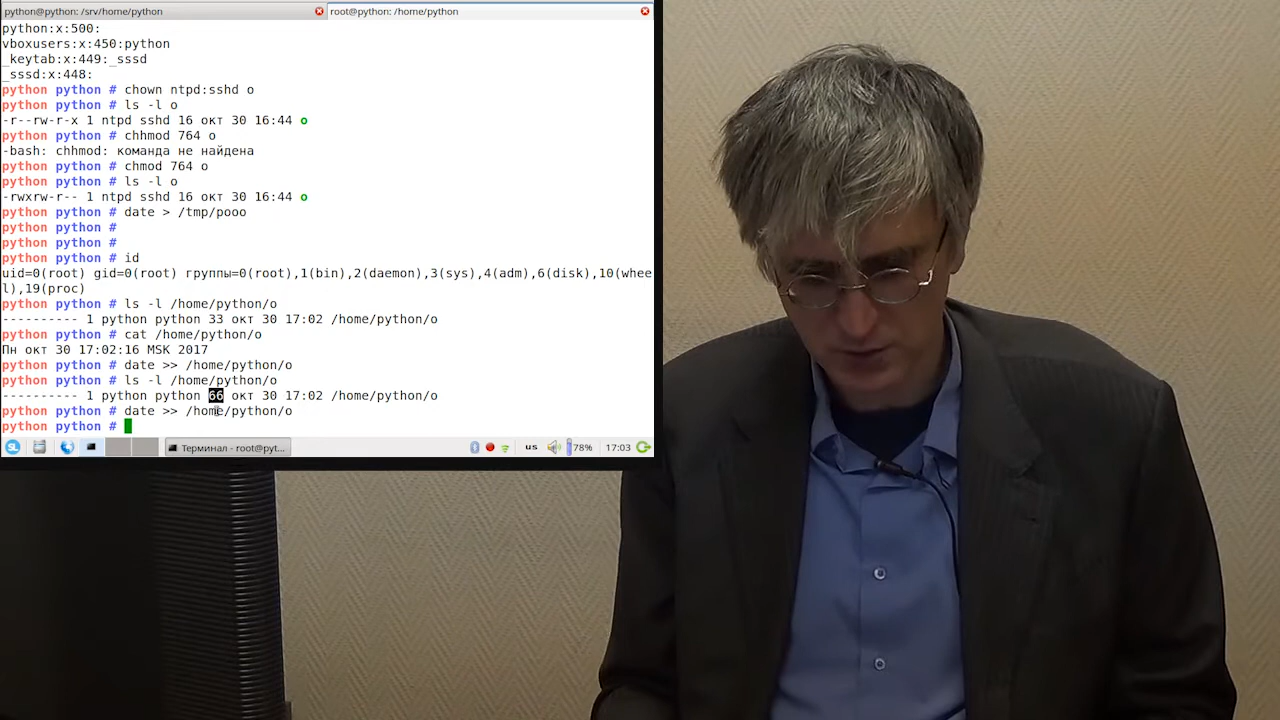 python@python: /srv/home/python
root@python: /home/python
python:x:500:
vboxusers:x:450:python
_keytab:x:449:_sssd
_sssd:x:448:
python python # chown ntpd:sshd o
python python # ls -l o
-r--rw-r-x 1 ntpd sshd 16 окт 30 16:44 o
python python # chhmod 764 o
-bash: chhmod: команда не найдена
python python # chmod 764 o
python python # ls -l o
-rwxrw-r-- 1 ntpd sshd 16 окт 30 16:44 o
python python # date > /tmp/pooo
python python #
python python #
python python # id
uid=0(root) gid=0(root) группы=0(root),1(bin),2(daemon),3(sys),4(adm),6(disk),10(whee
l),19(proc)
python python # ls -l /home/python/o
---------- 1 python python 33 окт 30 17:02 /home/python/o
python python # cat /home/python/o
Пн окт 30 17:02:16 MSK 2017
python python # date >> /home/python/o
python python # ls -l /home/python/o
---------- 1 python python 66 окт 30 17:02 /home/python/o
python python # date >> /home/python/o
python python #
SL
Терминал - root@pyt...
us
78%
17:03